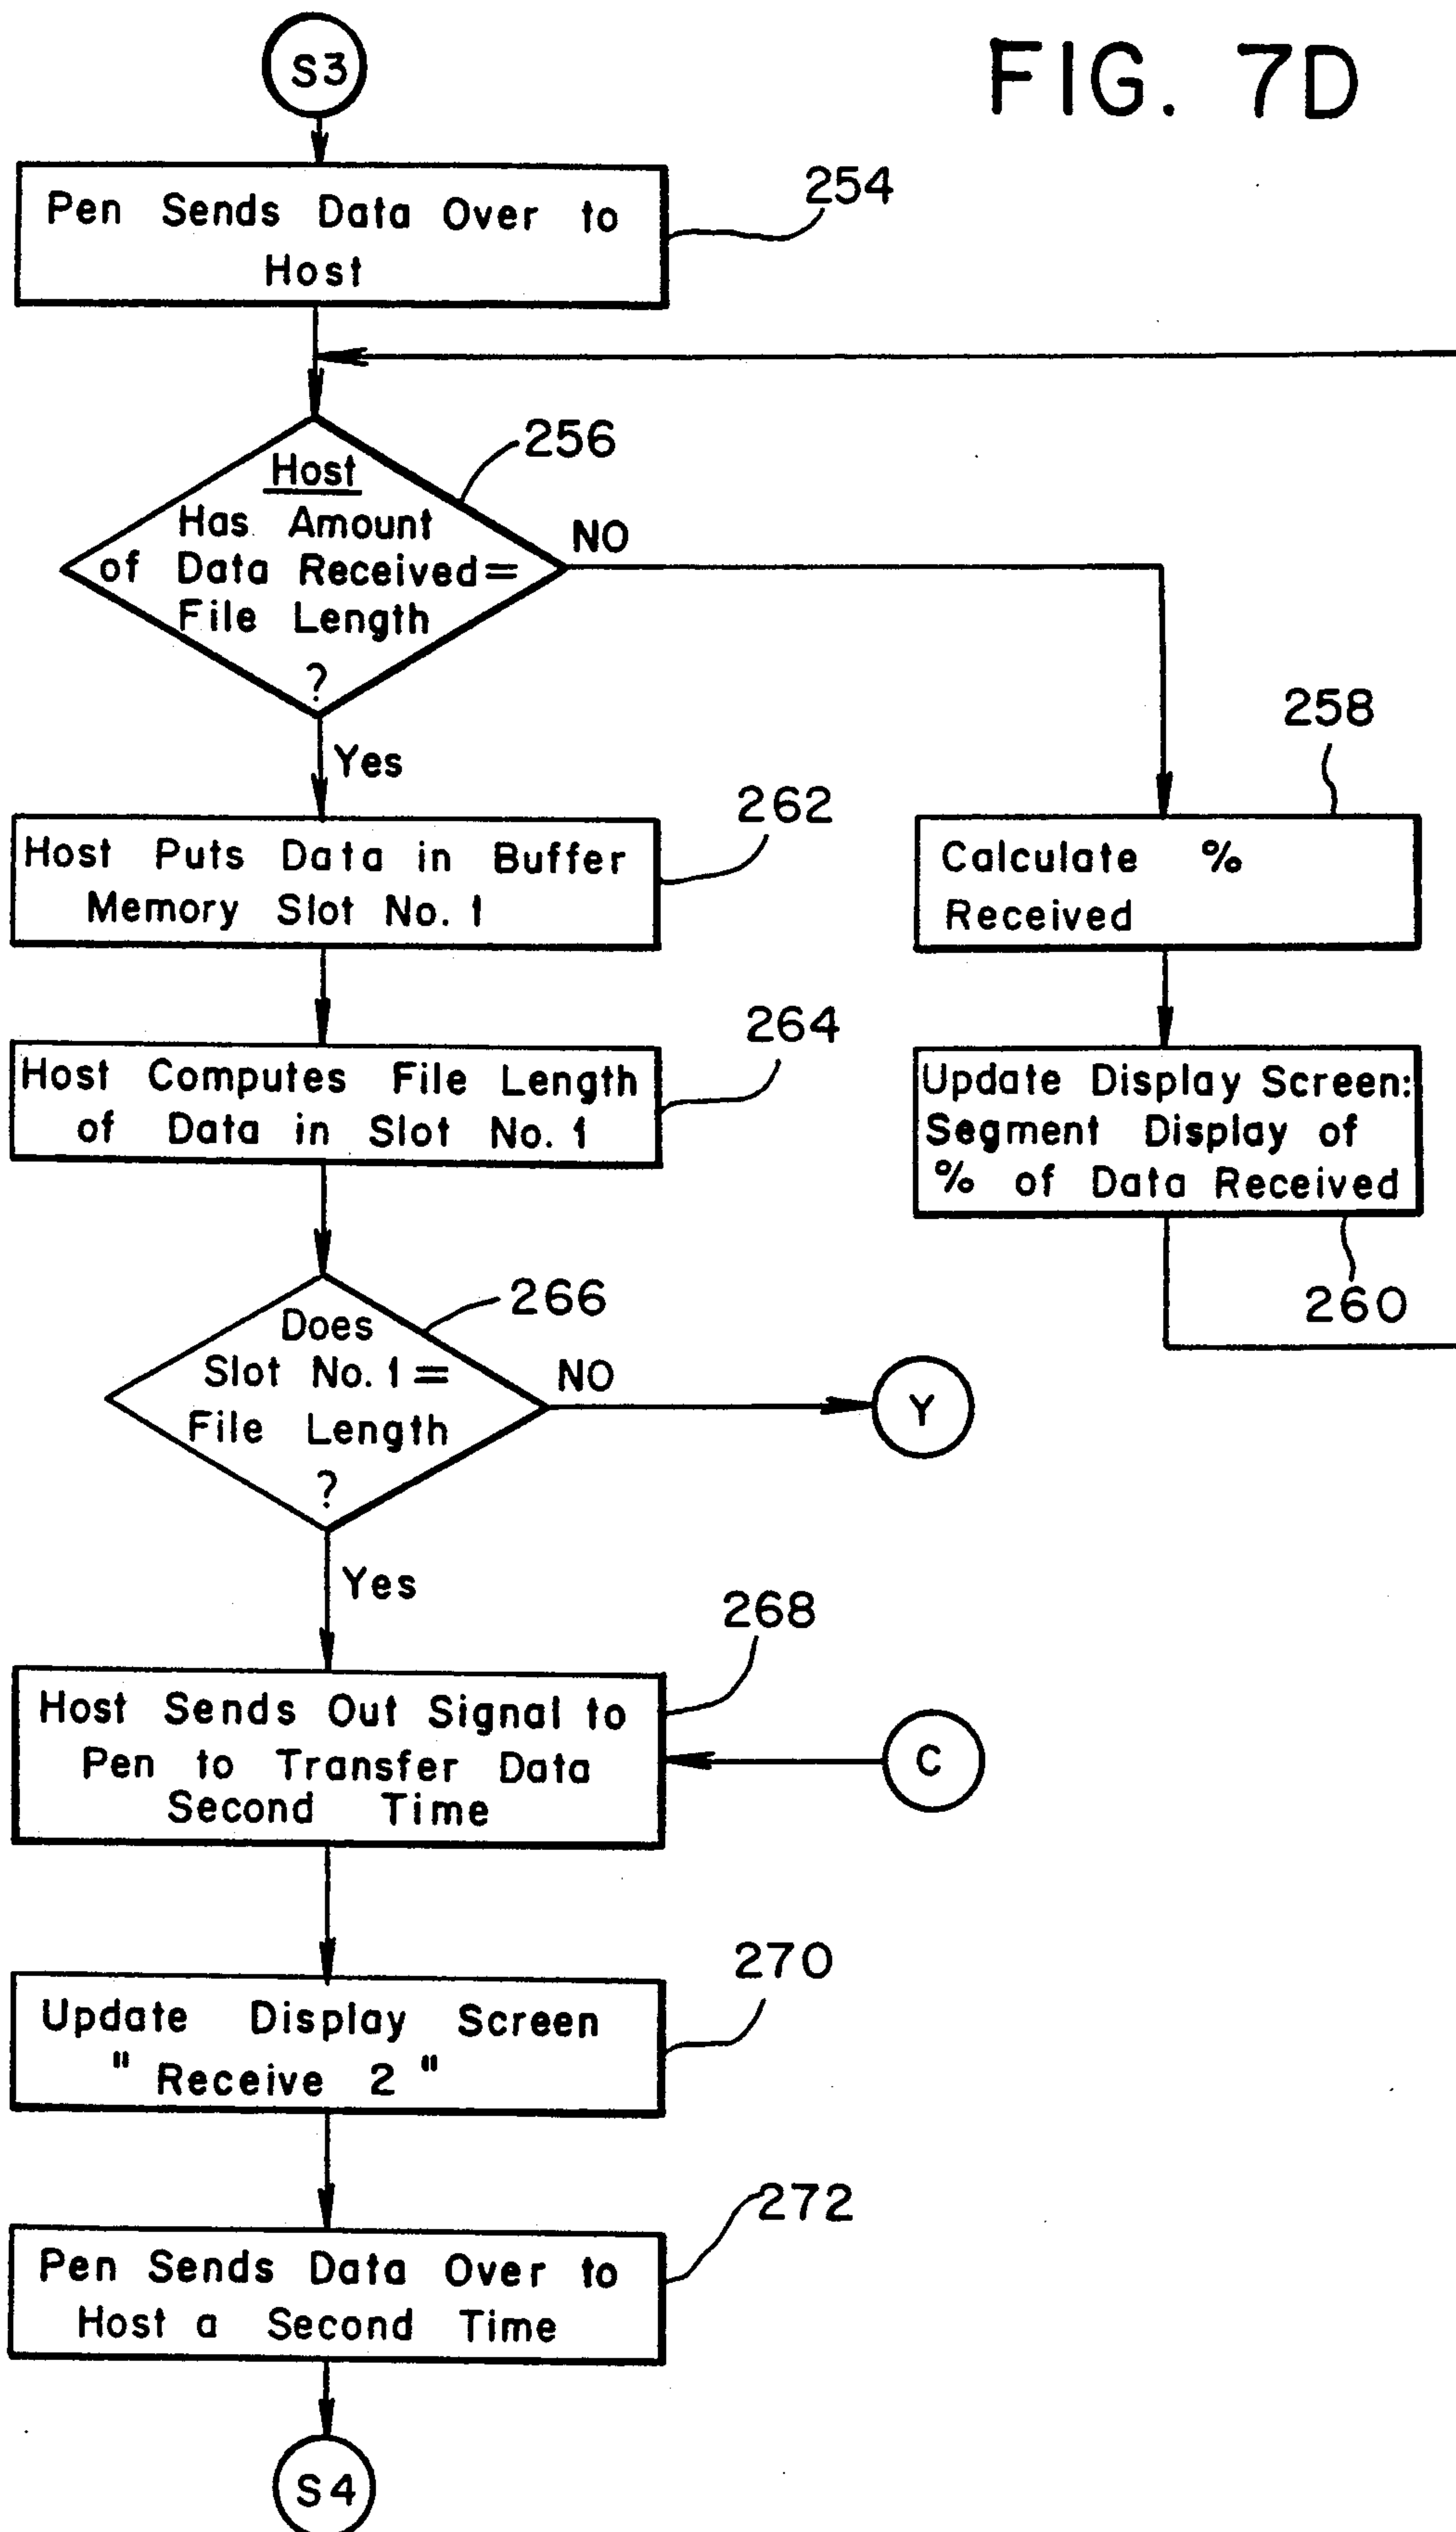 FIG. 7D
S3
Pen Sends Data Over to
Host
254
Host
Has Amount
of Data Received=
File Length
?
256
NO
Yes
258
Calculate %
Received
Update Display Screen:
Segment Display of
% of Data Received
260
262
Host Puts Data in Buffer
Memory Slot No. 1
264
Host Computes File Length
of Data in Slot No. 1
266
Does
Slot No. 1=
File Length
?
NO
Y
Yes
268
Host Sends Out Signal to
Pen to Transfer Data
Second Time
C
270
Update Display Screen
" Receive 2 "
272
Pen Sends Data Over to
Host a Second Time
S4